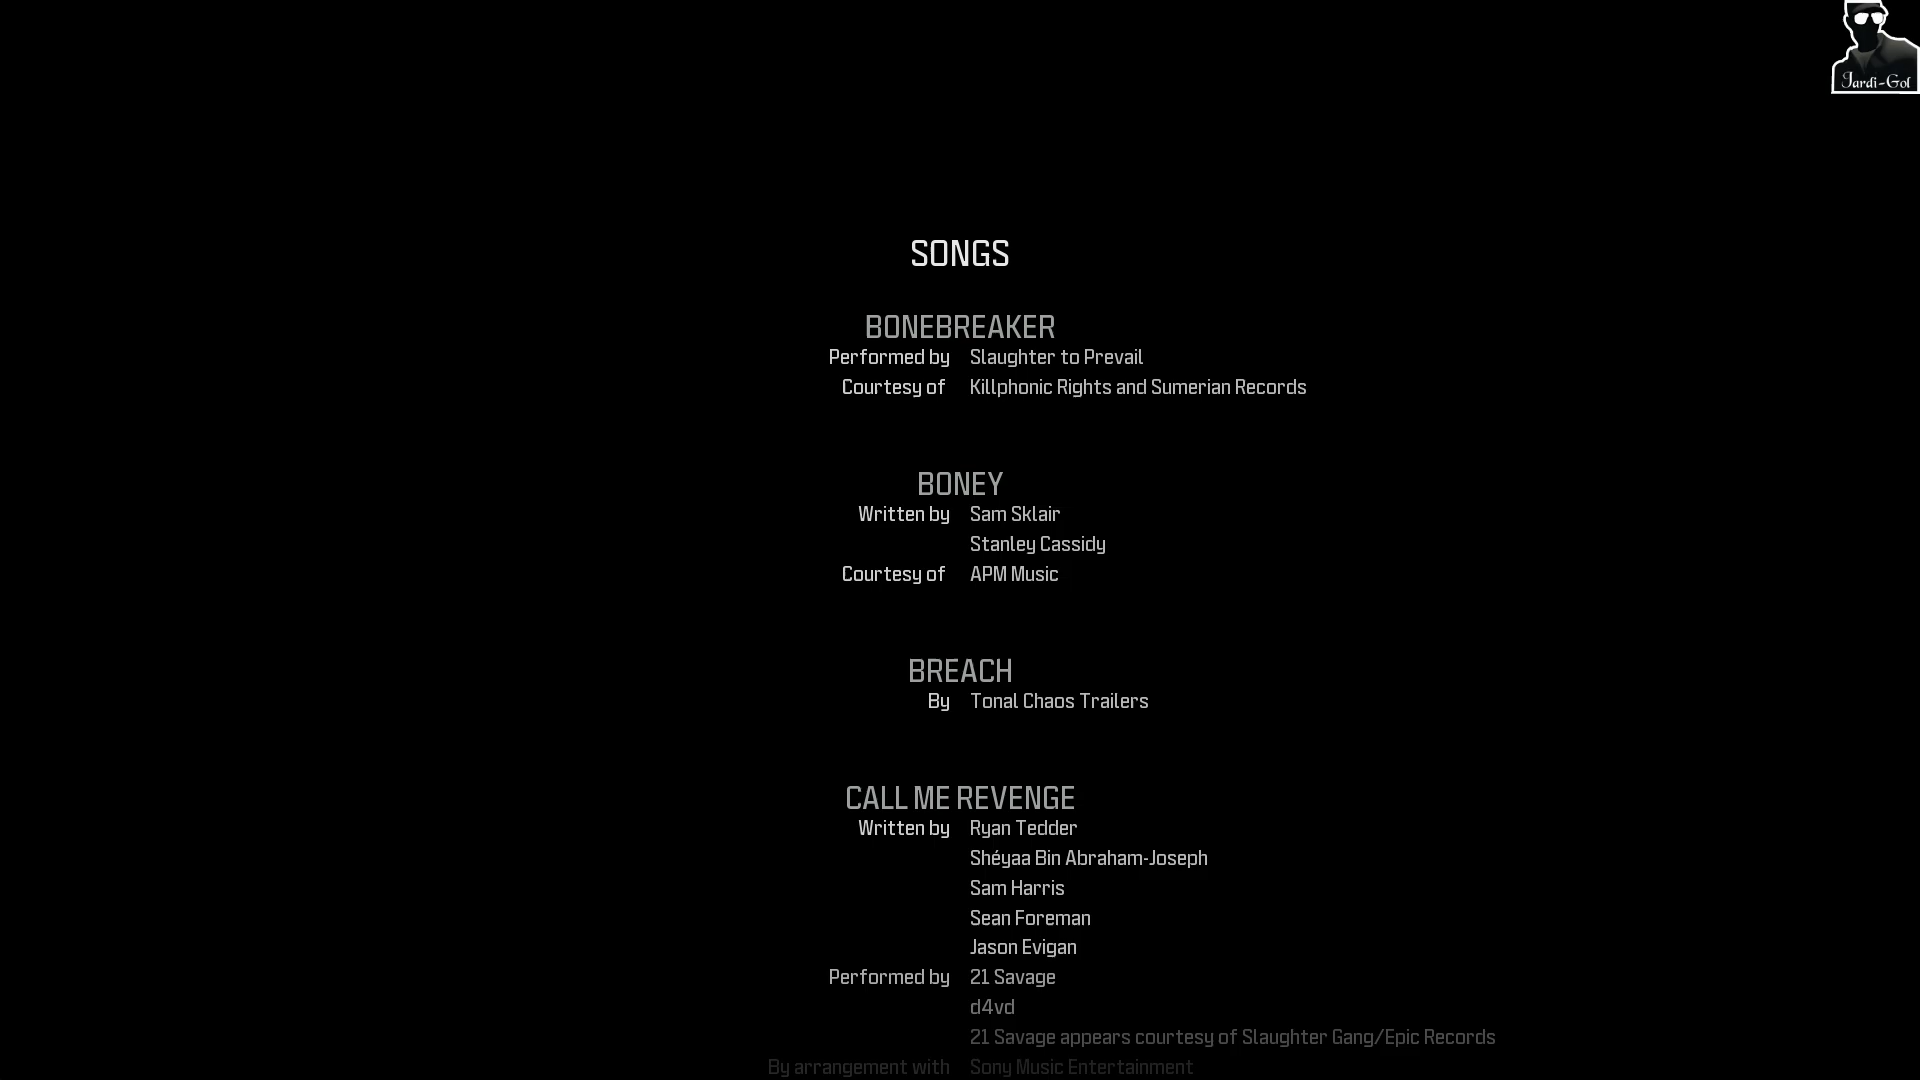 Jardi-Gol
SONGS
BONEBREAKER
Performed by Slaughter to Prevail
Courtesy of Killphonic Rights and Sumerian Records
BONEY
Written by Sam Sklair
Stanley Cassidy
Courtesy of APM Music
BREACH
By Tonal Chaos Trailers
CALL ME REVENGE
Written by Ryan Tedder
Shéyaa Bin Abraham-Joseph
Sam Harris
Sean Foreman
Jason Evigan
Performed by 21 Savage
d4vd
21 Savage appears courtesy of Slaughter Gang/Epic Records
By arrangement with Sony Music Entertainment